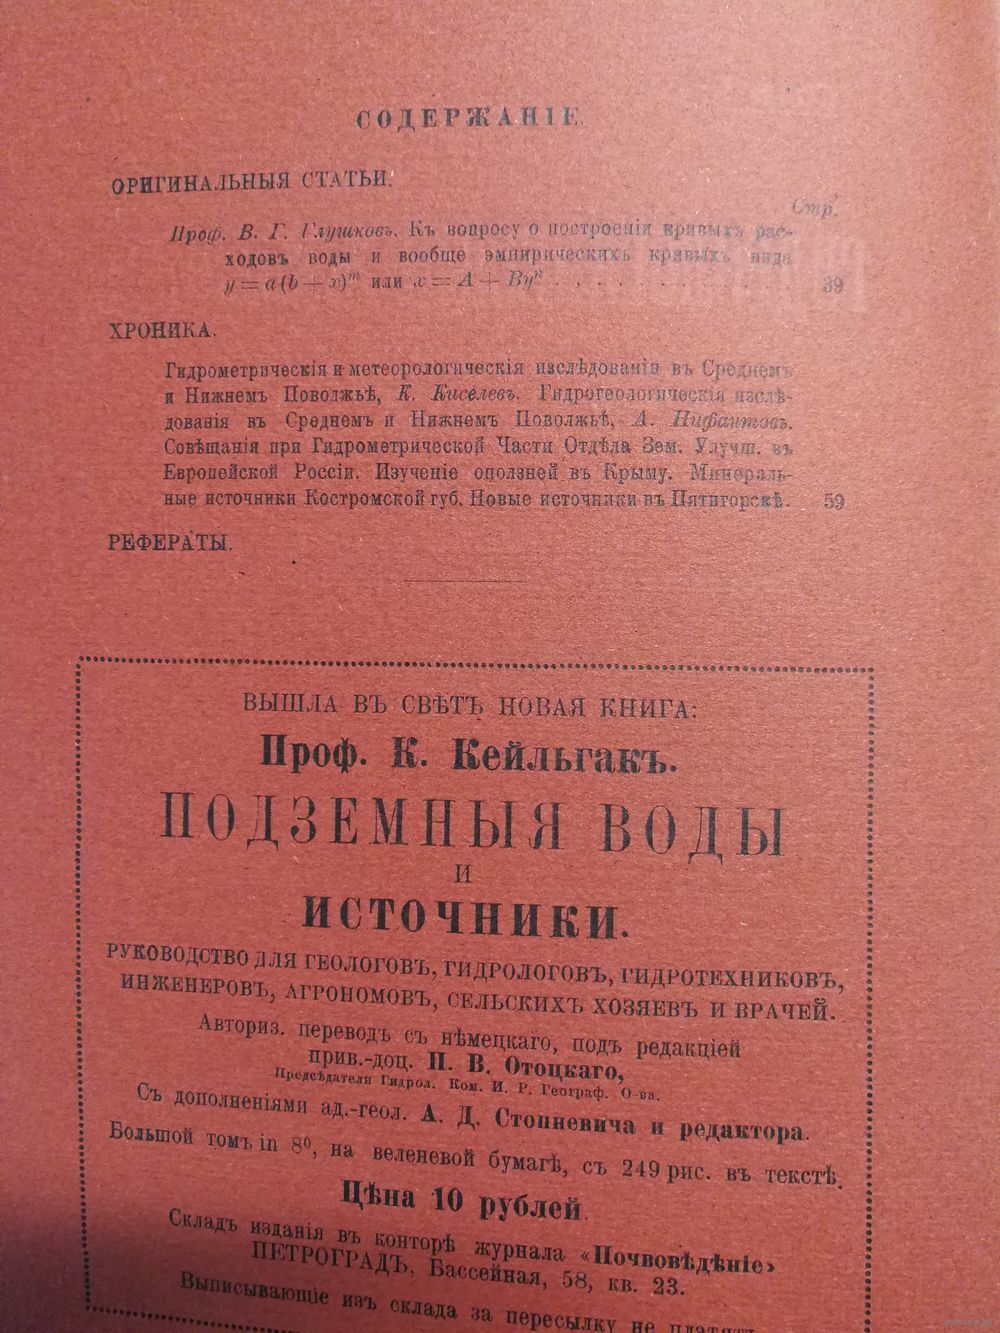 СОДЕРЖАНІЕ.
ОРИГИНАЛЬНЫЯ СТАТЬИ.
Стр.
Проф. В. Г. Глушковъ. Къ вопросу о построеніи кривыхъ рас-
ходовъ воды и вообще эмпирическихъ кривыхъ вида
y = a (b + x)ᵐ или x = A + Byⁿ . . . . . . . . . . 39
ХРОНИКА.
Гидрометрическія и метеорологическія изслѣдованія въ Среднемъ
и Нижнемъ Поволжьѣ, К. Киселевъ. Гидрогеологическія изслѣ-
дованія въ Среднемъ и Нижнемъ Поволжьѣ, А. Нифантовъ.
Совѣщанія при Гидрометрической Части Отдѣла Зем. Улучш. въ
Европейской Россіи. Изученіе оползней въ Крыму. Минераль-
ные источники Костромской губ. Новые источники въ Пятигорскѣ. 59
РЕФЕРАТЫ.
ВЫШЛА ВЪ СВѢТЪ НОВАЯ КНИГА:
Проф. К. Кейльгакъ.
ПОДЗЕМНЫЯ ВОДЫ
И
ИСТОЧНИКИ.
РУКОВОДСТВО ДЛЯ ГЕОЛОГОВЪ, ГИДРОЛОГОВЪ, ГИДРОТЕХНИКОВЪ,
ИНЖЕНЕРОВЪ, АГРОНОМОВЪ, СЕЛЬСКИХЪ ХОЗЯЕВЪ И ВРАЧЕЙ.
Авториз. переводъ съ нѣмецкаго, подъ редакціей
прив.-доц. П. В. Отоцкаго,
Предсѣдателя Гидрол. Ком. И. Р. Географ. О-ва.
Съ дополненіями ад.-геол. А. Д. Стопневича и редактора.
Большой томъ in 8⁰, на веленевой бумагѣ, съ 249 рис. въ текстѣ.
Цѣна 10 рублей.
Складъ изданія въ конторѣ журнала «Почвовѣдѣніе»
ПЕТРОГРАДЪ, Бассейная, 58, кв. 23.
Выписывающіе изъ склада за пересылку не платятъ